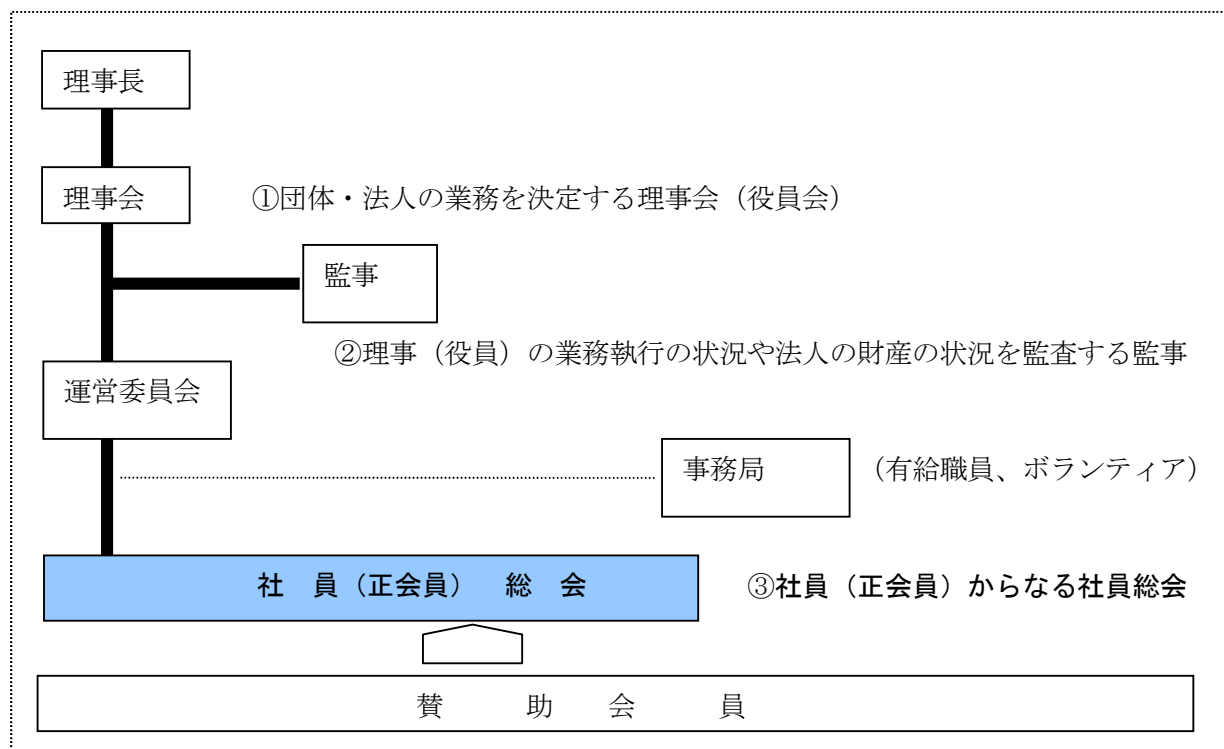 理事長
理事会
①団体・法人の業務を決定する理事会（役員会）
監事
②理事（役員）の業務執行の状況や法人の財産の状況を監査する監事
運営委員会
事務局
（有給職員、ボランティア）
社 員（正会員） 総 会
③社員（正会員）からなる社員総会
賛 助 会 員